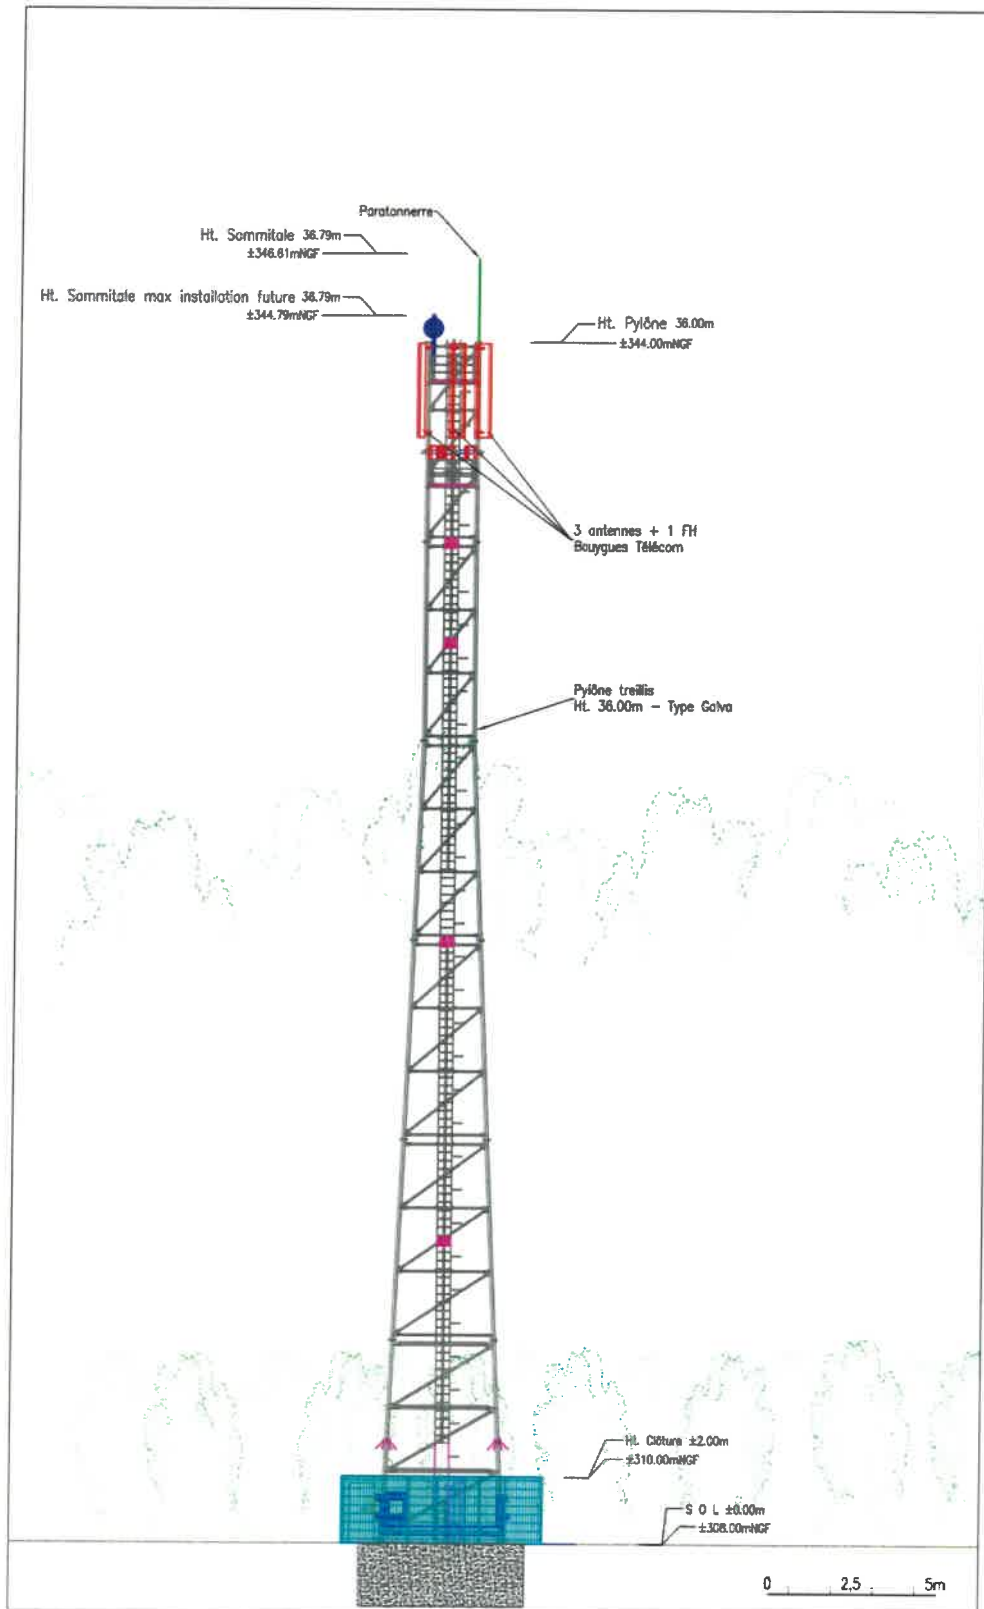 Paratonnerre
Ht. Sommitale 36.79m
±346.61mNGF
Ht. Sommitale max installation future 36.79m
±344.79mNGF
Ht. Pylône 36.00m
±344.00mNGF
3 antennes + 1 FH
Bouygues Télécom
Pylône treillis
Ht. 36.00m - Type Galva
Ht. Clôture ±2.00m
±310.00mNGF
S O L ±0.00m
±308.00mNGF
0 2,5 5m